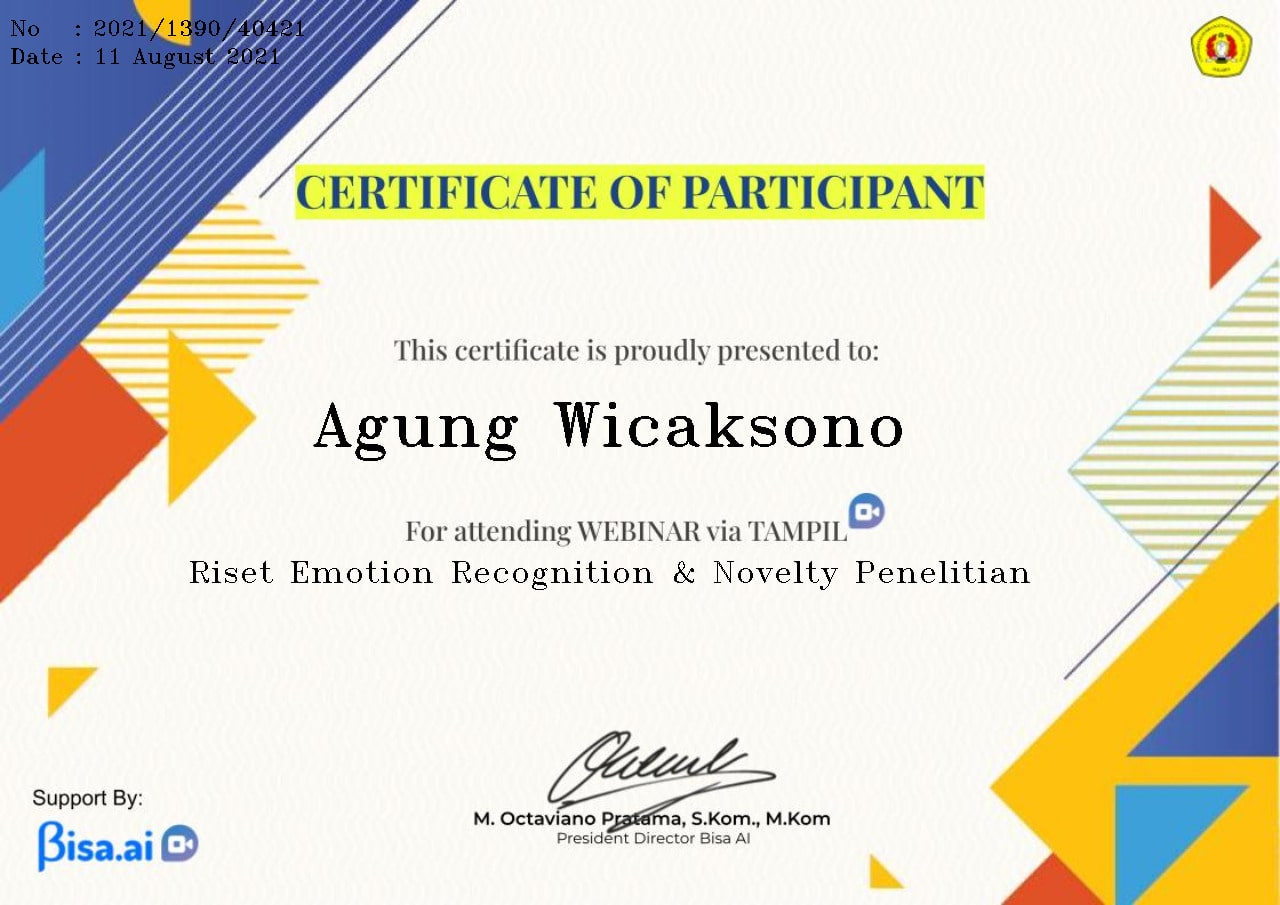 No : 2021/1390/40421
Date : 11 August 2021
CERTIFICATE OF PARTICIPANT
This certificate is proudly presented to:
Agung Wicaksono
For attending WEBINAR via TAMPIL
Riset Emotion Recognition & Novelty Penelitian
Support By:
Bisa.ai
M. Octaviano Pratama, S.Kom., M.Kom
President Director Bisa AI